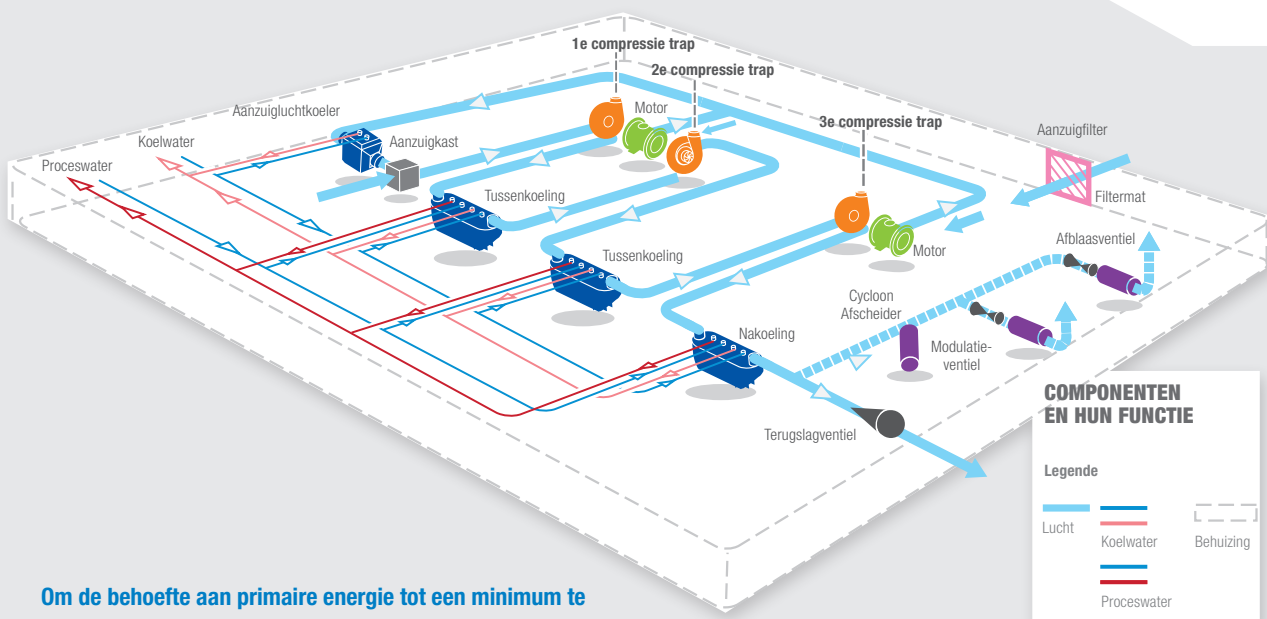 1e compressie trap
2e compressie trap
Aanzuigluchtkoeler
Motor
3e compressie trap
Koelwater
Aanzuigkast
Aanzuigfilter
Proceswater
Tussenkoeling
Filtermat
Tussenkoeling
Motor
Afblaasventiel
Cycloon
Afscheider
Nakoeling
Modulatie-
ventiel
Terugslagventiel
COMPONENTEN
EN HUN FUNCTIE
Legende
Lucht
Koelwater
Behuizing
Proceswater
Om de behoefte aan primaire energie tot een minimum te